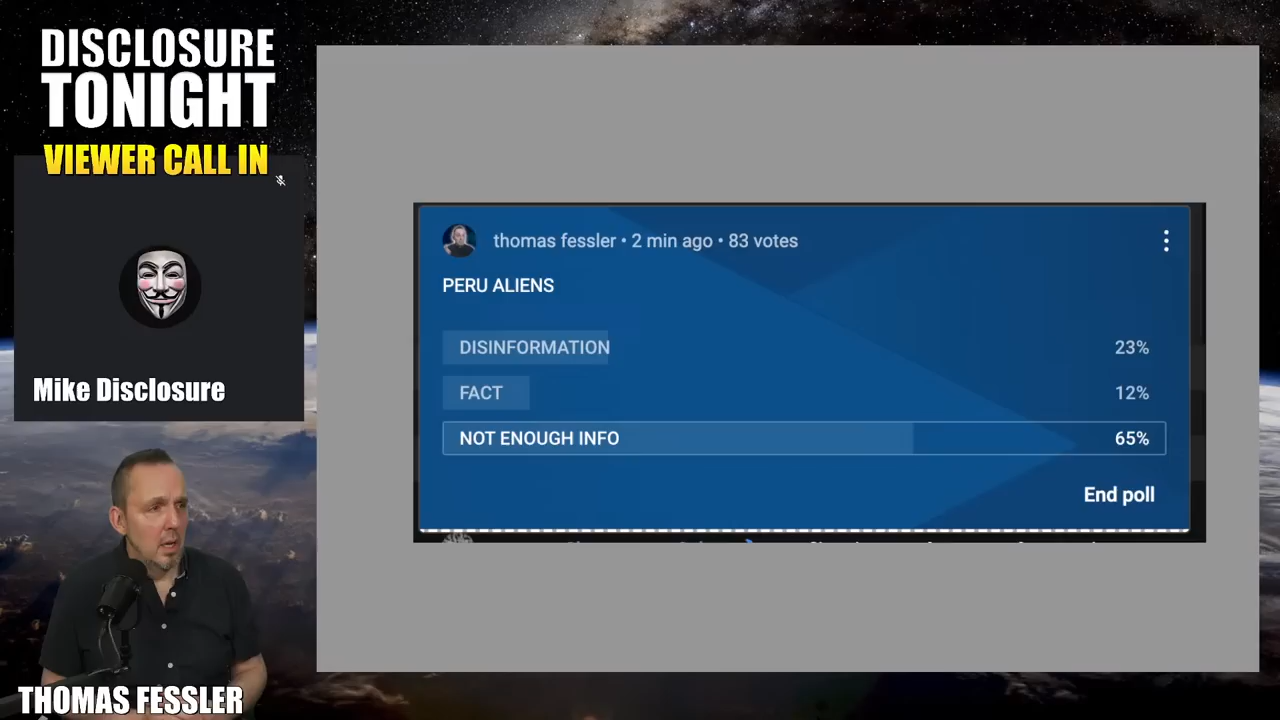 DISCLOSURE
TONIGHT
VIEWER CALL IN
Mike Disclosure
THOMAS FESSLER
thomas fessler • 2 min ago • 83 votes
PERU ALIENS
DISINFORMATION 23%
FACT 12%
NOT ENOUGH INFO 65%
End poll